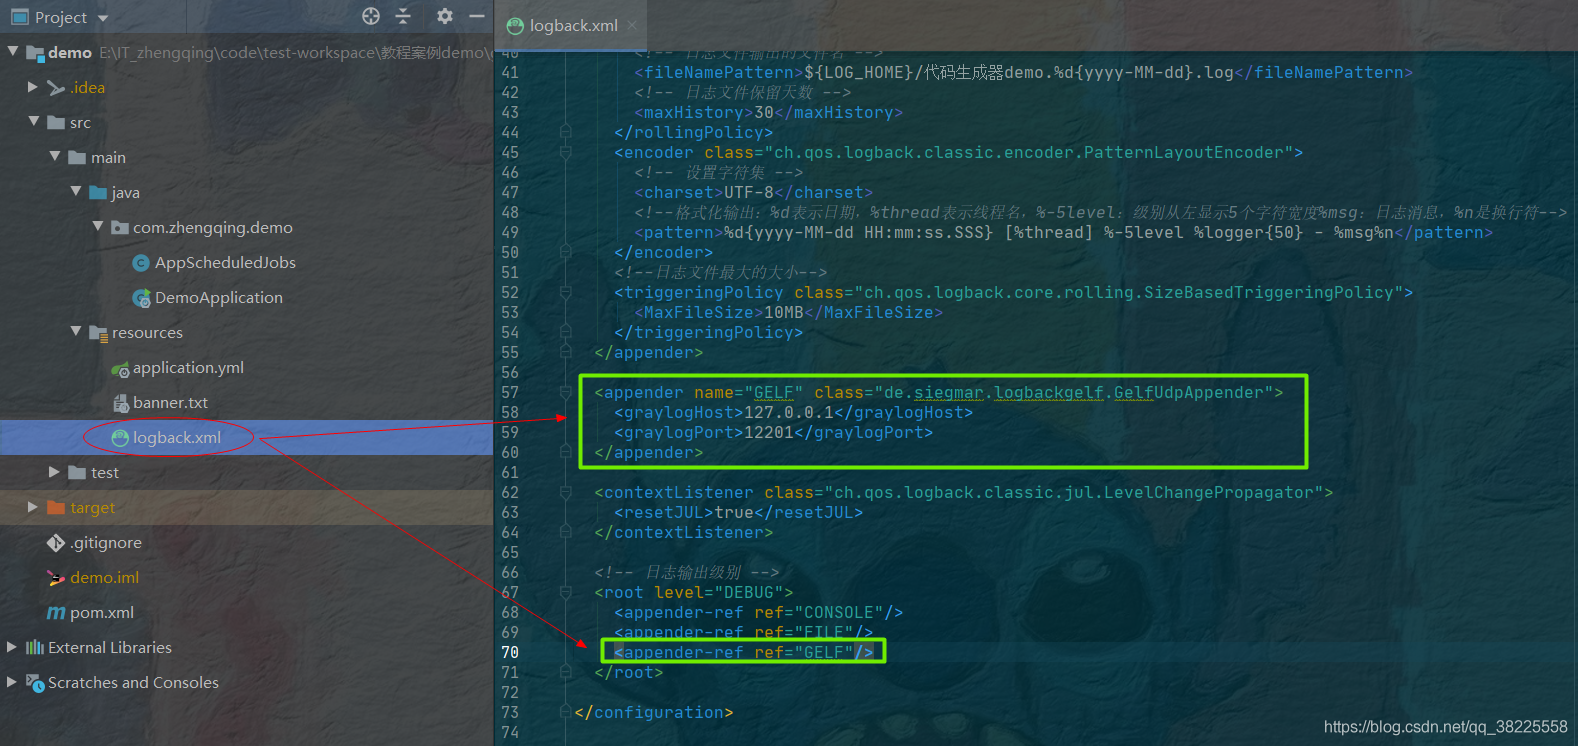 Project
demo E:\IT_zhengqing\code\test-workspace\教程案例demo\
.idea
src
main
java
com.zhengqing.demo
AppScheduledJobs
DemoApplication
resources
application.yml
banner.txt
logback.xml
test
target
.gitignore
demo.iml
pom.xml
External Libraries
Scratches and Consoles
logback.xml
40 <!-- 日志文件输出的文件名 -->
41 <fileNamePattern>${LOG_HOME}/代码生成器demo.%d{yyyy-MM-dd}.log</fileNamePattern>
42 <!-- 日志文件保留天数 -->
43 <maxHistory>30</maxHistory>
44 </rollingPolicy>
45 <encoder class="ch.qos.logback.classic.encoder.PatternLayoutEncoder">
46 <!-- 设置字符集 -->
47 <charset>UTF-8</charset>
48 <!--格式化输出：%d表示日期，%thread表示线程名，%-5level：级别从左显示5个字符宽度%msg：日志消息，%n是换行符-->
49 <pattern>%d{yyyy-MM-dd HH:mm:ss.SSS} [%thread] %-5level %logger{50} - %msg%n</pattern>
50 </encoder>
51 <!--日志文件最大的大小-->
52 <triggeringPolicy class="ch.qos.logback.core.rolling.SizeBasedTriggeringPolicy">
53 <MaxFileSize>10MB</MaxFileSize>
54 </triggeringPolicy>
55 </appender>
56
57 <appender name="GELF" class="de.siegmar.logbackgelf.GelfUdpAppender">
58 <graylogHost>127.0.0.1</graylogHost>
59 <graylogPort>12201</graylogPort>
60 </appender>
61
62 <contextListener class="ch.qos.logback.classic.jul.LevelChangePropagator">
63 <resetJUL>true</resetJUL>
64 </contextListener>
65
66 <!-- 日志输出级别 -->
67 <root level="DEBUG">
68 <appender-ref ref="CONSOLE"/>
69 <appender-ref ref="FILE"/>
70 <appender-ref ref="GELF"/>
71 </root>
72
73 </configuration>
74
https://blog.csdn.net/qq_38225558